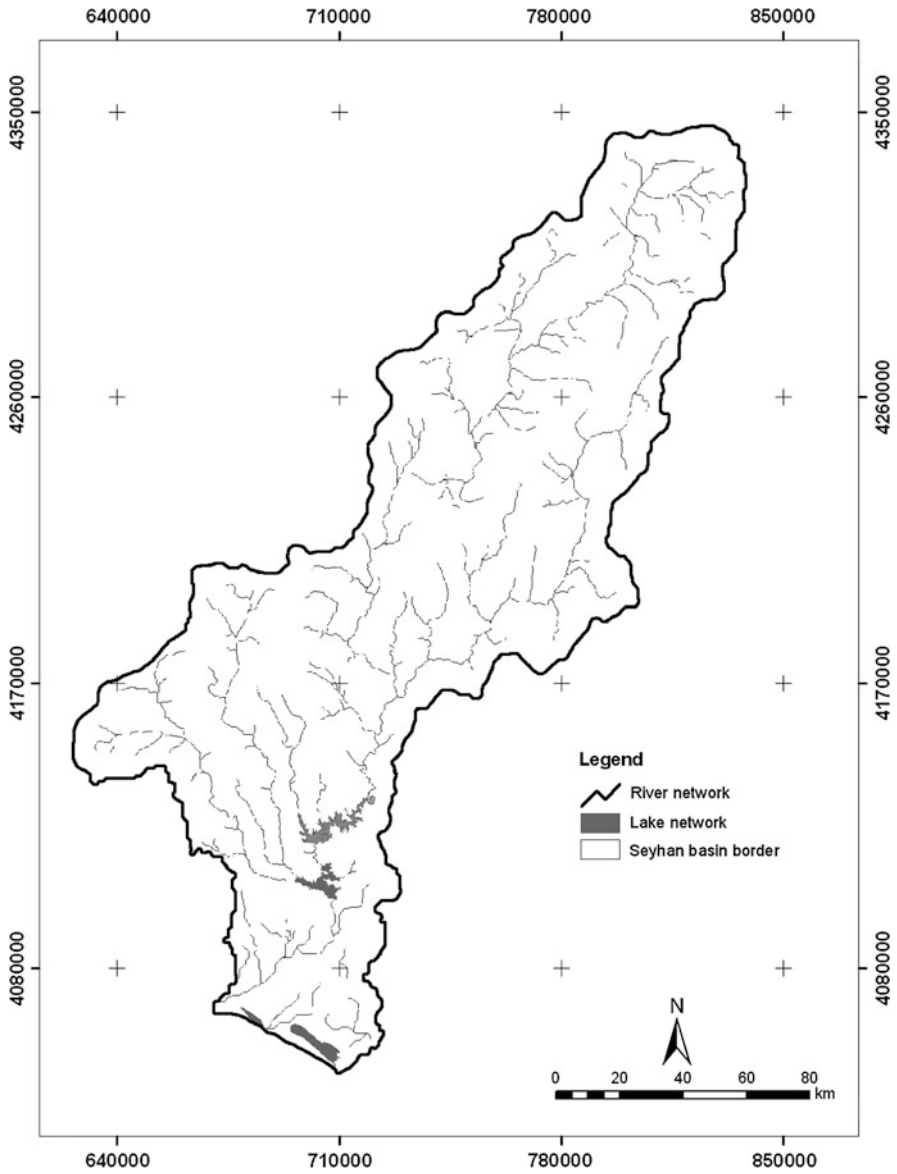 640000 710000 780000 850000
4350000 4350000
4260000 4260000
4170000 4170000
Legend
River network
Lake network
Seyhan basin border
4080000 4080000
N
0 20 40 60 80
km
640000 710000 780000 850000